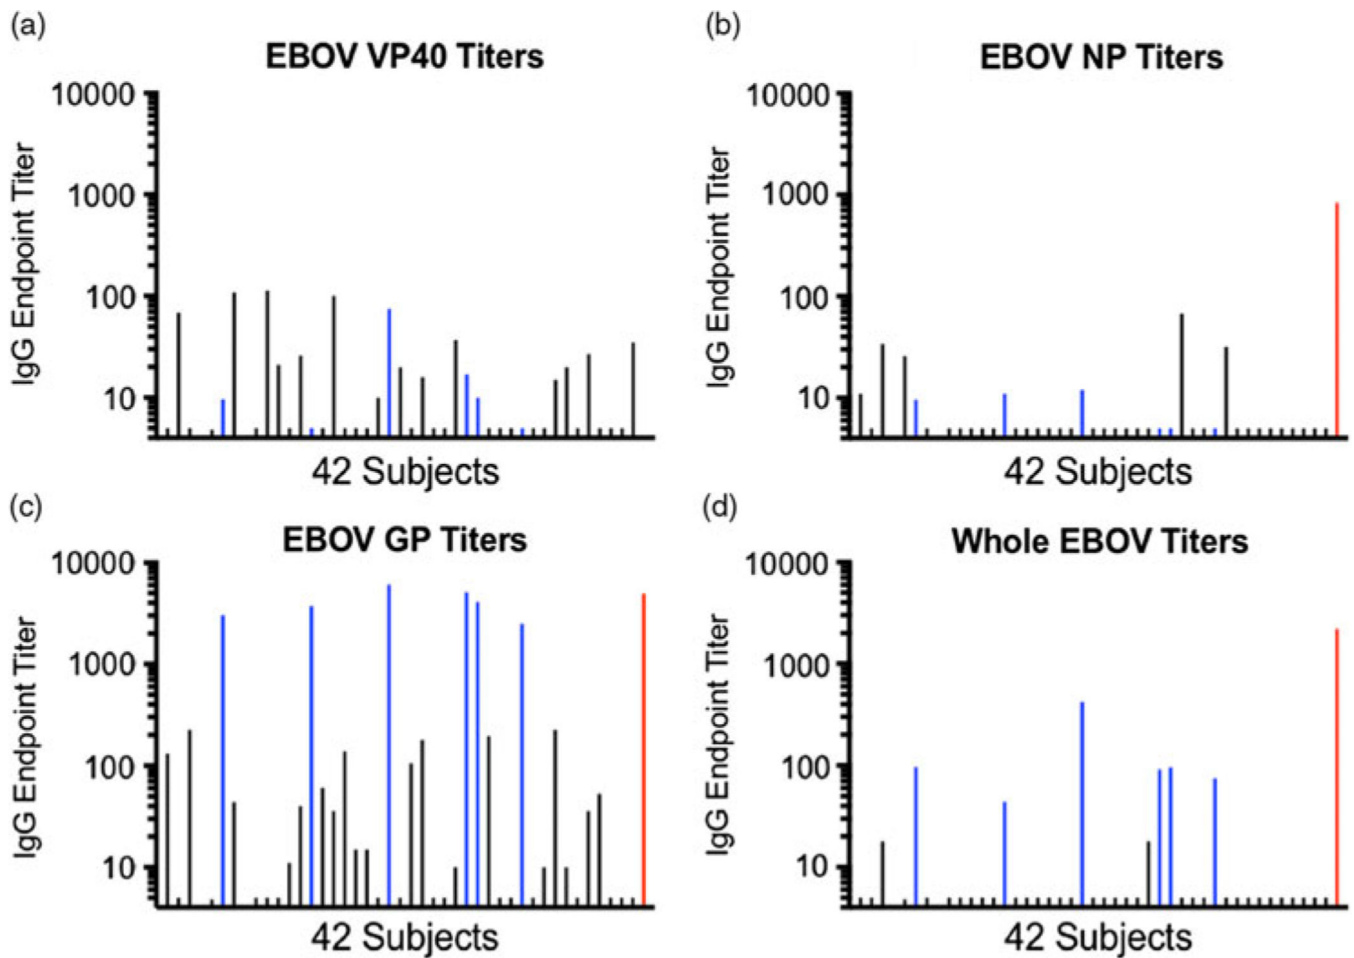 (a)
EBOV VP40 Titers
IgG Endpoint Titer
10000
1000
100
10
42 Subjects
(b)
EBOV NP Titers
IgG Endpoint Titer
10000
1000
100
10
42 Subjects
(c)
EBOV GP Titers
IgG Endpoint Titer
10000
1000
100
10
42 Subjects
(d)
Whole EBOV Titers
IgG Endpoint Titer
10000
1000
100
10
42 Subjects